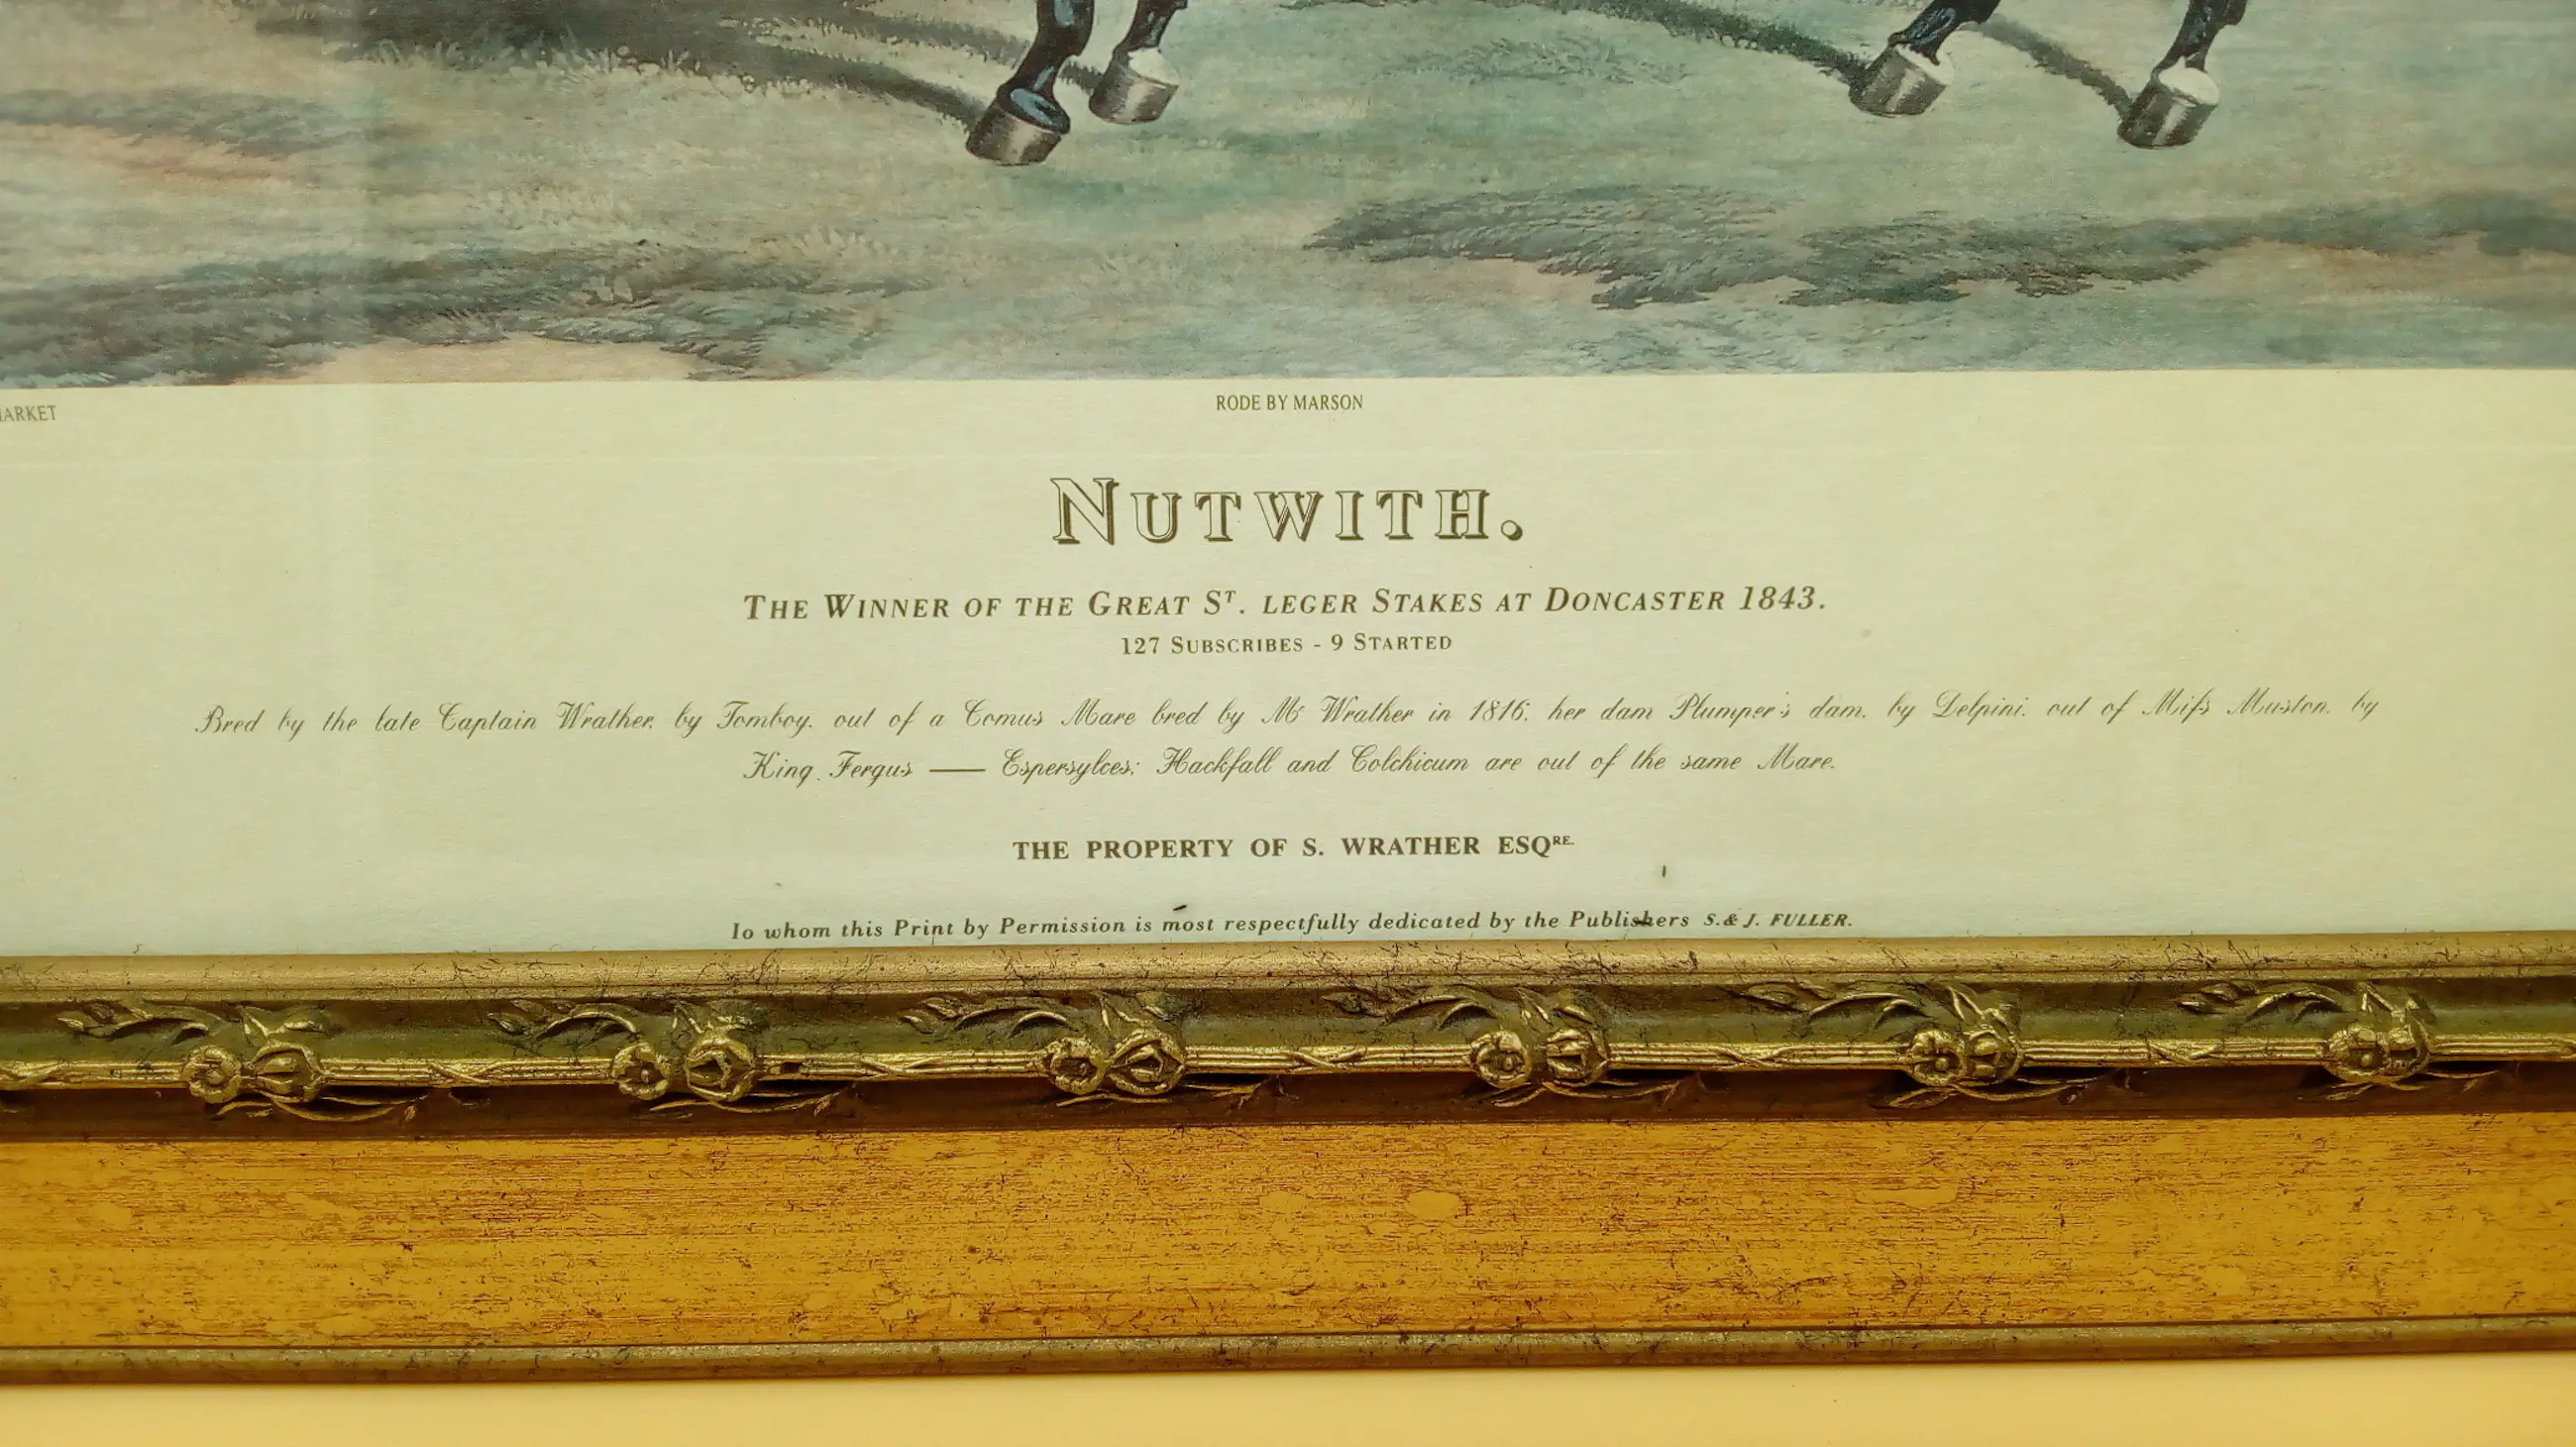 MARKET
RODE BY MARSON
NUTWITH.
THE WINNER OF THE GREAT ST. LEGER STAKES AT DONCASTER 1843.
127 SUBSCRIBES - 9 STARTED
Bred by the late Captain Wrather. by Tomboy. out of a Comus Mare bred by Mr Wrather in 1816: her dam Plumper's dam. by Delpini. out of Miſs Muston. by
King. Fergus — Espersylces; Hackfall and Colchicum are out of the same Mare.
THE PROPERTY OF S. WRATHER ESQRE.
Io whom this Print by Permission is most respectfully dedicated by the Publishers S. & J. FULLER.